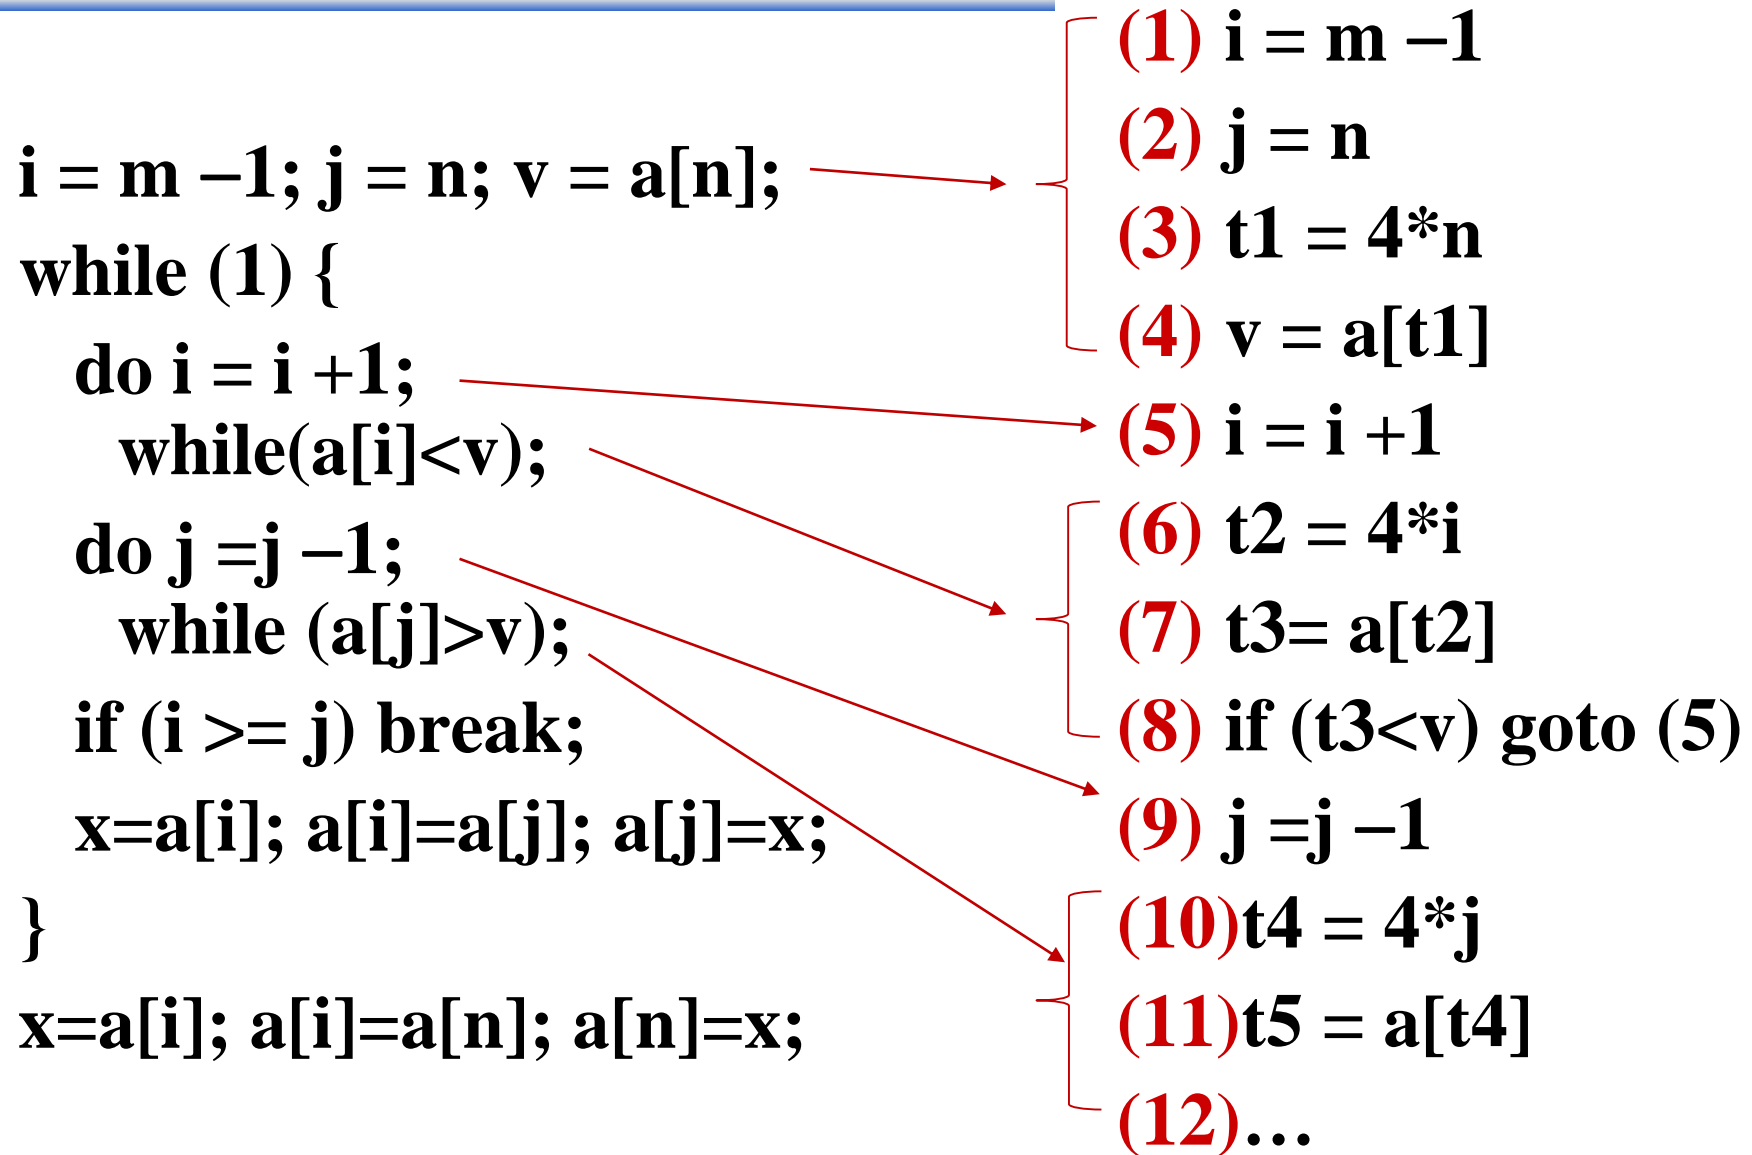 i = m –1; j = n; v = a[n];
while (1) {
do i = i +1;
while(a[i]<v);
do j =j –1;
while (a[j]>v);
if (i >= j) break;
x=a[i]; a[i]=a[j]; a[j]=x;
}
x=a[i]; a[i]=a[n]; a[n]=x;
(1) i = m –1
(2) j = n
(3) t1 = 4*n
(4) v = a[t1]
(5) i = i +1
(6) t2 = 4*i
(7) t3= a[t2]
(8) if (t3<v) goto (5)
(9) j =j –1
(10)t4 = 4*j
(11)t5 = a[t4]
(12)…